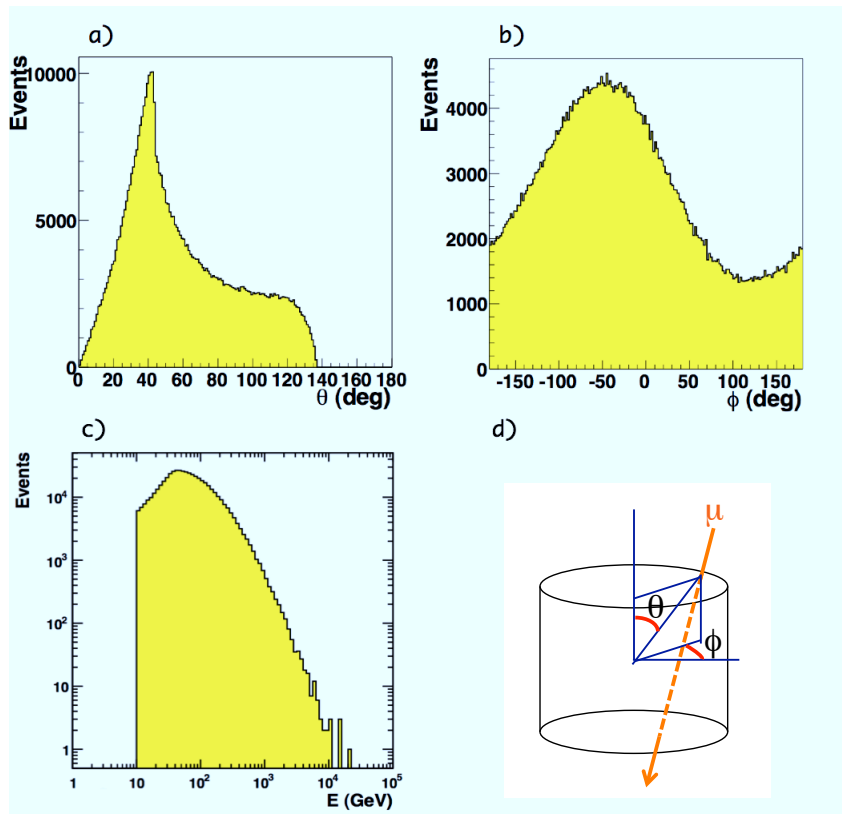 a)
Events
10000
5000
0
0 20 40 60 80 100 120 140 160 180
θ (deg)
b)
Events
4000
3000
2000
1000
0
-150 -100 -50 0 50 100 150
ϕ (deg)
c)
Events
10⁴
10³
10²
10
1
1 10 10² 10³ 10⁴ 10⁵
E (GeV)
d)
μ
θ
ϕ